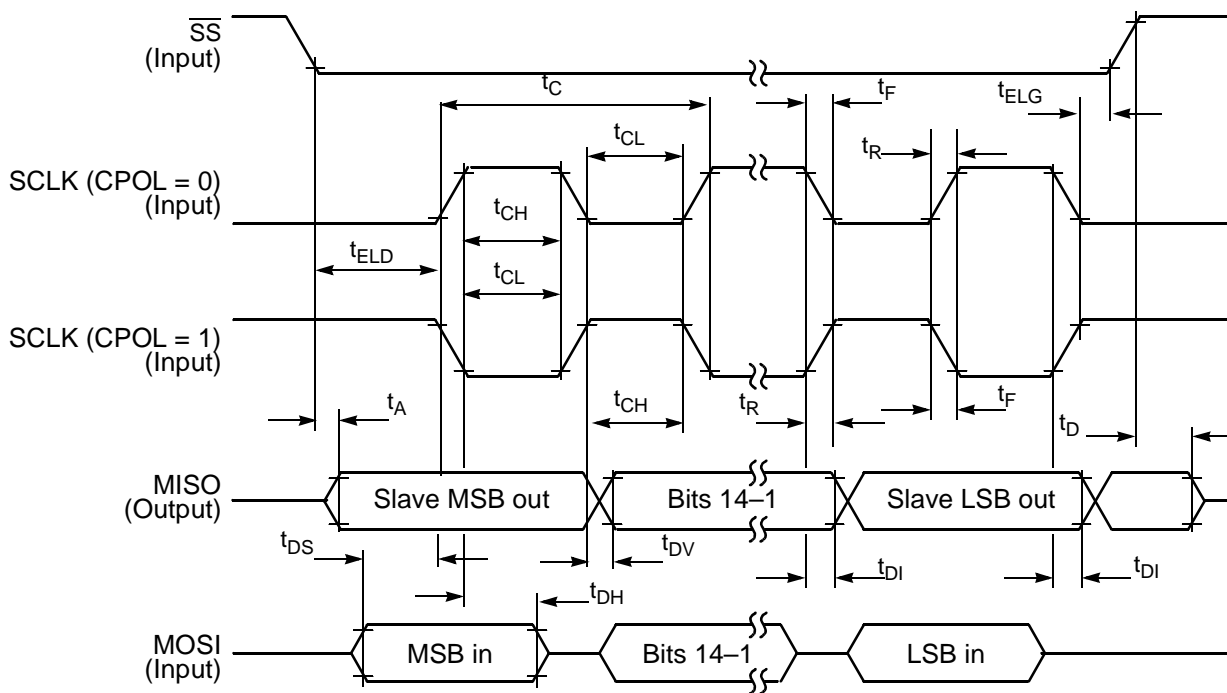 SS
(Input)
tC
tF
tELG
tCL
tR
SCLK (CPOL = 0)
(Input)
tCH
tELD
tCL
SCLK (CPOL = 1)
(Input)
tA
tCH
tR
tF
tD
MISO
(Output)
Slave MSB out
Bits 14–1
Slave LSB out
tDS
tDV
tDI
tDI
tDH
MOSI
(Input)
MSB in
Bits 14–1
LSB in